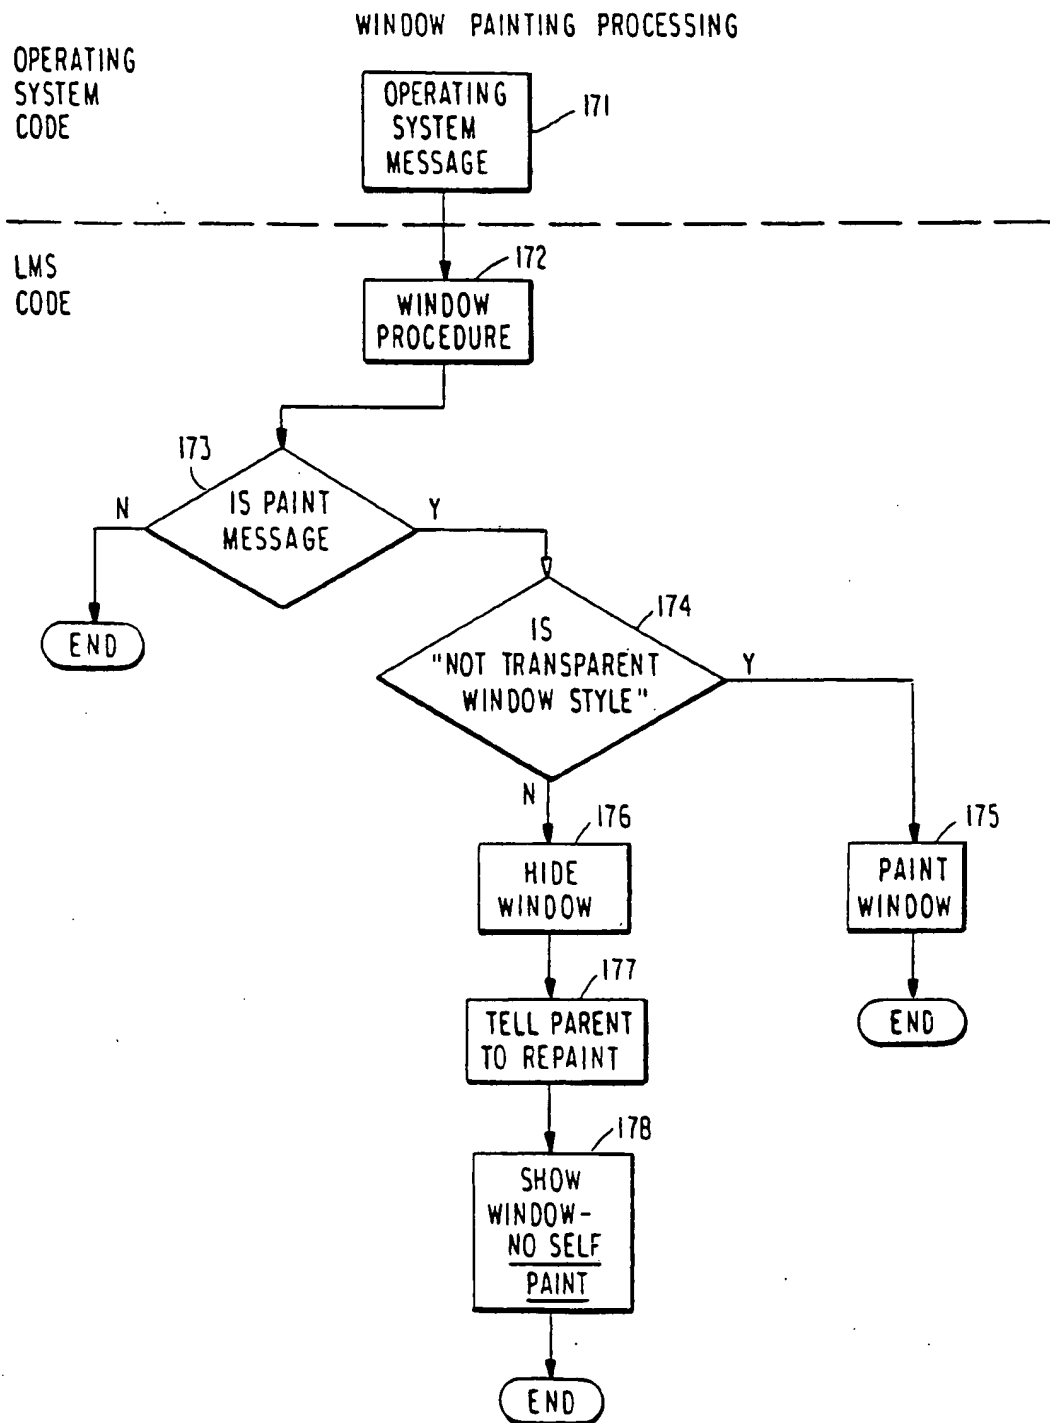 WINDOW PAINTING PROCESSING
OPERATING
SYSTEM
CODE
OPERATING
SYSTEM
MESSAGE
171
LMS
CODE
172
WINDOW
PROCEDURE
173
N
IS PAINT
MESSAGE
Y
END
174
IS
"NOT TRANSPARENT
WINDOW STYLE"
Y
N
176
HIDE
WINDOW
175
PAINT
WINDOW
177
TELL PARENT
TO REPAINT
END
178
SHOW
WINDOW-
NO SELF
PAINT
END